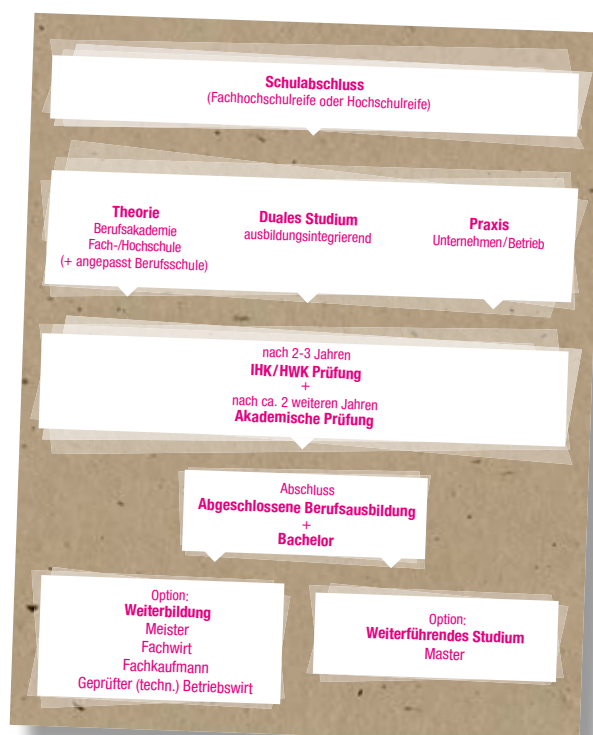 Schulabschluss
(Fachhochschulreife oder Hochschulreife)
Theorie
Berufsakademie
Fach-/Hochschule
(+ angepasst Berufsschule)
Duales Studium
ausbildungsintegrierend
Praxis
Unternehmen/Betrieb
nach 2-3 Jahren
IHK/HWK Prüfung
+
nach ca. 2 weiteren Jahren
Akademische Prüfung
Abschluss
Abgeschlossene Berufsausbildung
+
Bachelor
Option:
Weiterbildung
Meister
Fachwirt
Fachkaufmann
Geprüfter (techn.) Betriebswirt
Option:
Weiterführendes Studium
Master